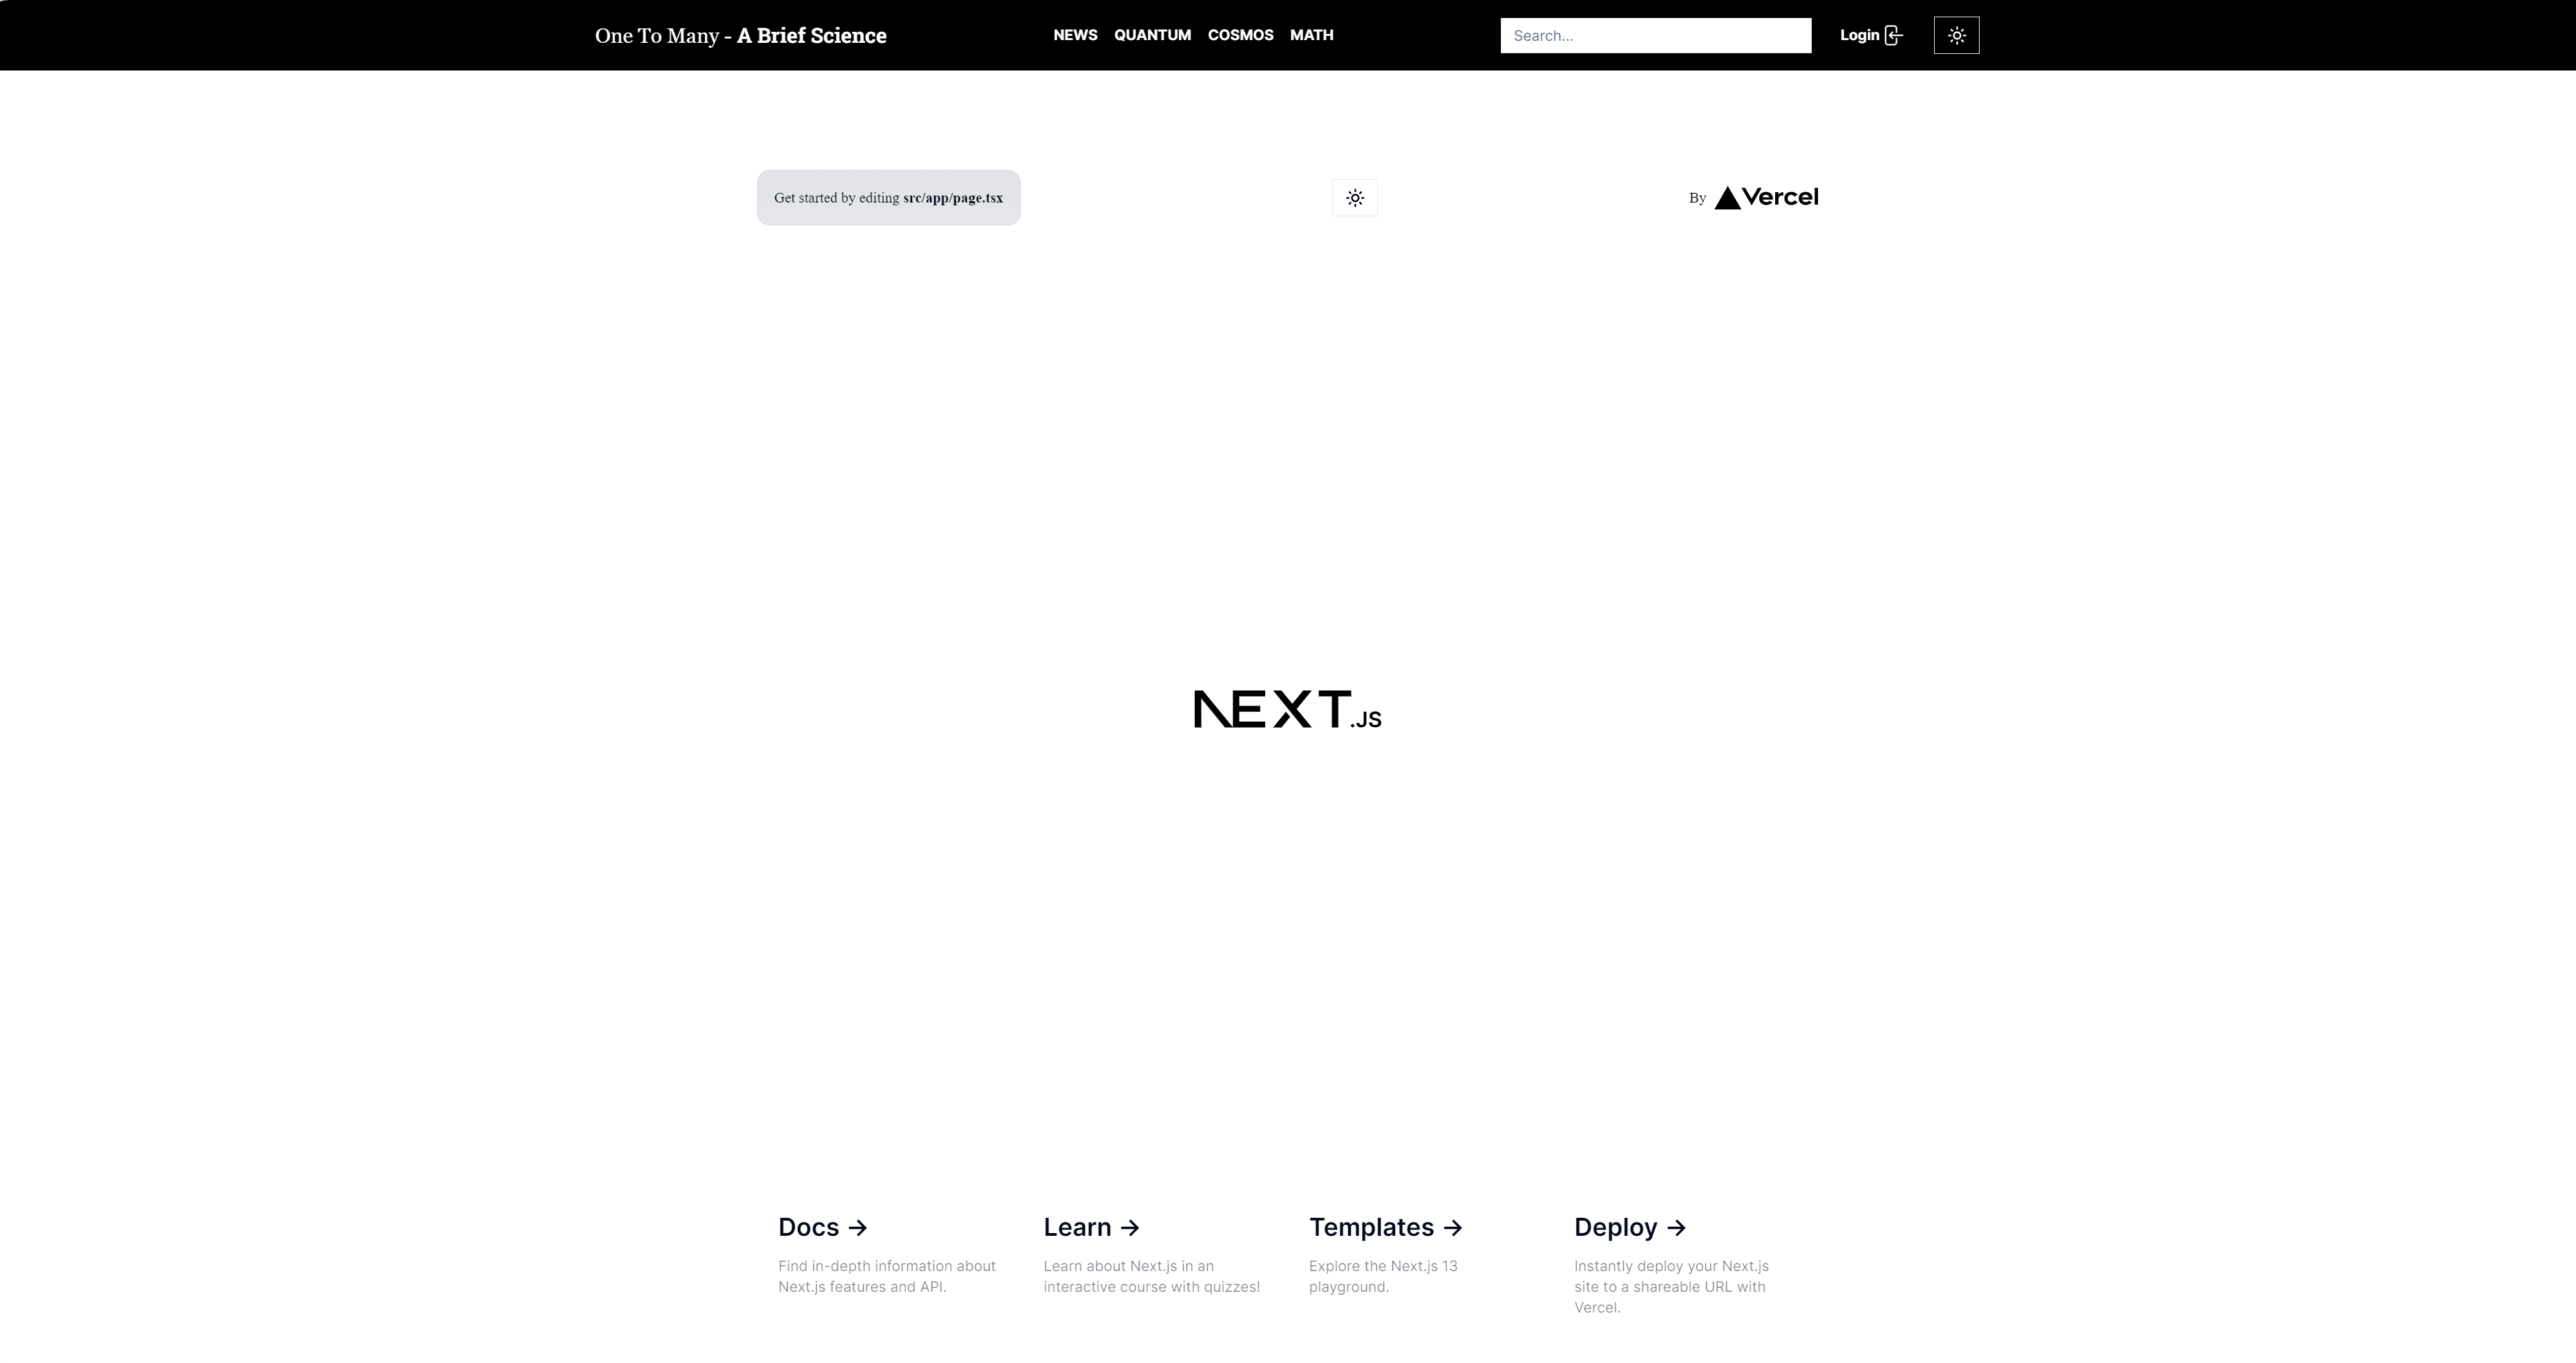 One To Many - A Brief Science
NEWS QUANTUM COSMOS MATH
Search...
Login
Get started by editing src/app/page.tsx
By Vercel
NEXT.JS
Docs →
Find in-depth information about
Next.js features and API.
Learn →
Learn about Next.js in an
interactive course with quizzes!
Templates →
Explore the Next.js 13
playground.
Deploy →
Instantly deploy your Next.js
site to a shareable URL with
Vercel.